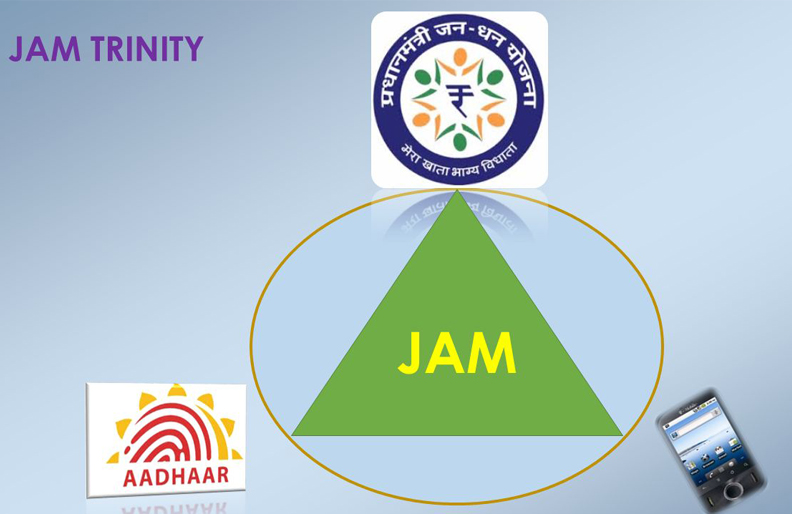 JAM TRINITY
प्रधानमंत्री जन-धन योजना
मेरा खाता भाग्य विधाता
JAM
AADHAAR